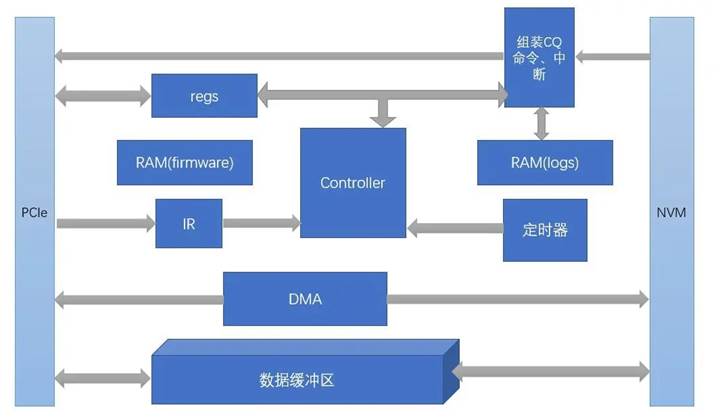 组装CQ
命令、中
断
regs
RAM(firmware)
Controller
RAM(logs)
PCIe
IR
定时器
NVM
DMA
数据缓冲区